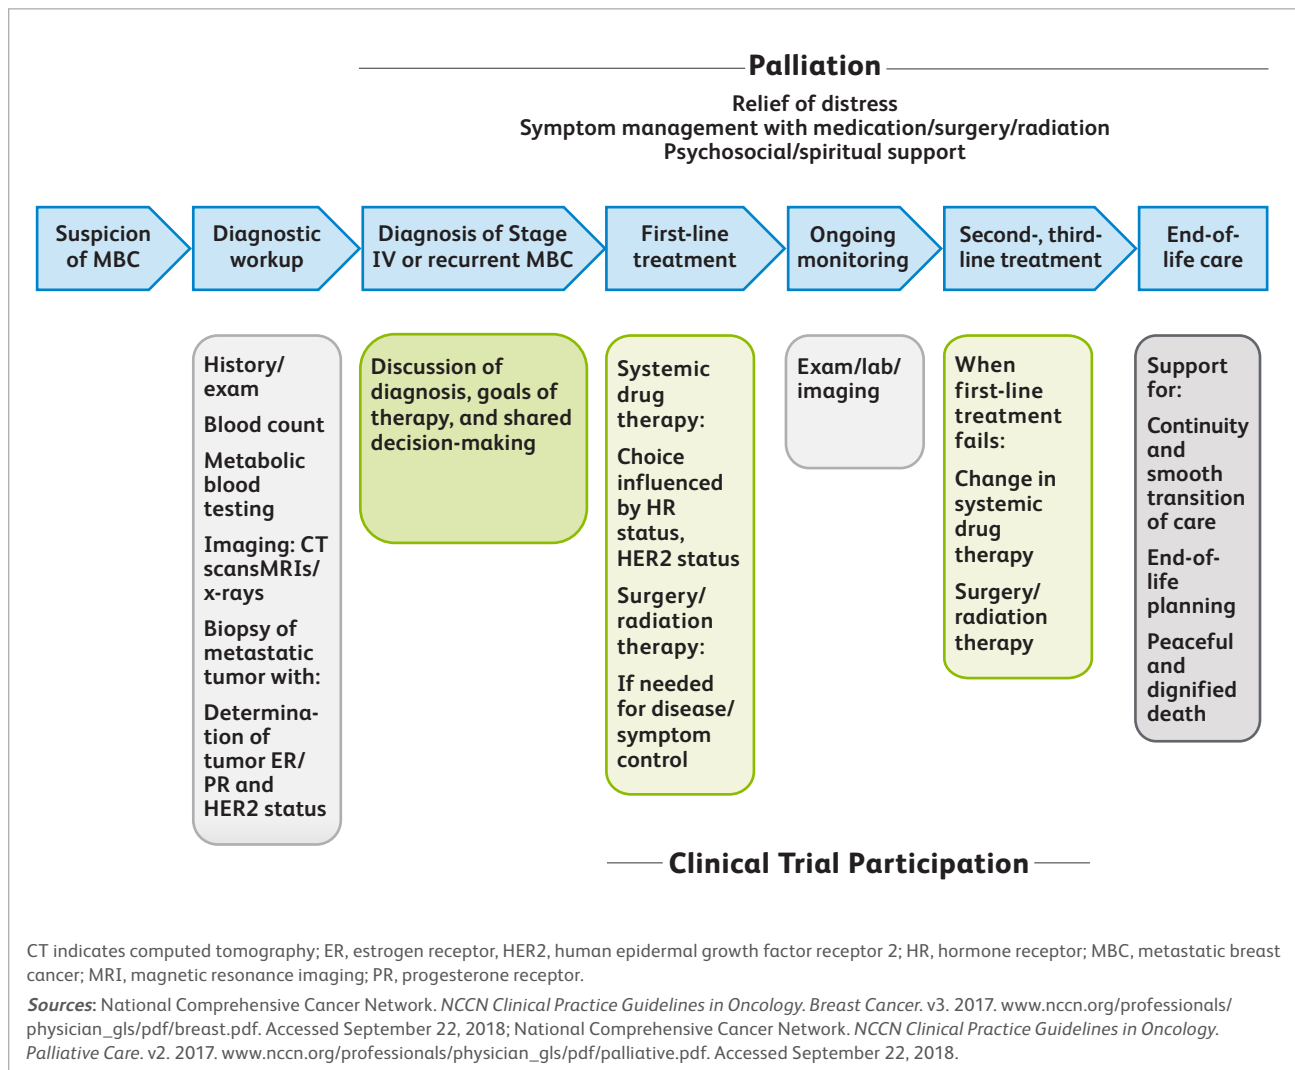 Palliation
Relief of distress
Symptom management with medication/surgery/radiation
Psychosocial/spiritual support
Suspicion
of MBC
Diagnostic
workup
Diagnosis of Stage
IV or recurrent MBC
First-line
treatment
Ongoing
monitoring
Second-, third-
line treatment
End-of-
life care
History/
exam
Blood count
Metabolic
blood
testing
Imaging: CT
scansMRIs/
x-rays
Biopsy of
metastatic
tumor with:
Determina-
tion of
tumor ER/
PR and
HER2 status
Discussion of
diagnosis, goals of
therapy, and shared
decision-making
Systemic
drug
therapy:
Choice
influenced
by HR
status,
HER2 status
Surgery/
radiation
therapy:
If needed
for disease/
symptom
control
Exam/lab/
imaging
When
first-line
treatment
fails:
Change in
systemic
drug
therapy
Surgery/
radiation
therapy
Support
for:
Continuity
and
smooth
transition
of care
End-of-
life
planning
Peaceful
and
dignified
death
Clinical Trial Participation
CT indicates computed tomography; ER, estrogen receptor, HER2, human epidermal growth factor receptor 2; HR, hormone receptor; MBC, metastatic breast
cancer; MRI, magnetic resonance imaging; PR, progesterone receptor.
Sources: National Comprehensive Cancer Network. NCCN Clinical Practice Guidelines in Oncology. Breast Cancer. v3. 2017. www.nccn.org/professionals/
physician_gls/pdf/breast.pdf. Accessed September 22, 2018; National Comprehensive Cancer Network. NCCN Clinical Practice Guidelines in Oncology.
Palliative Care. v2. 2017. www.nccn.org/professionals/physician_gls/pdf/palliative.pdf. Accessed September 22, 2018.